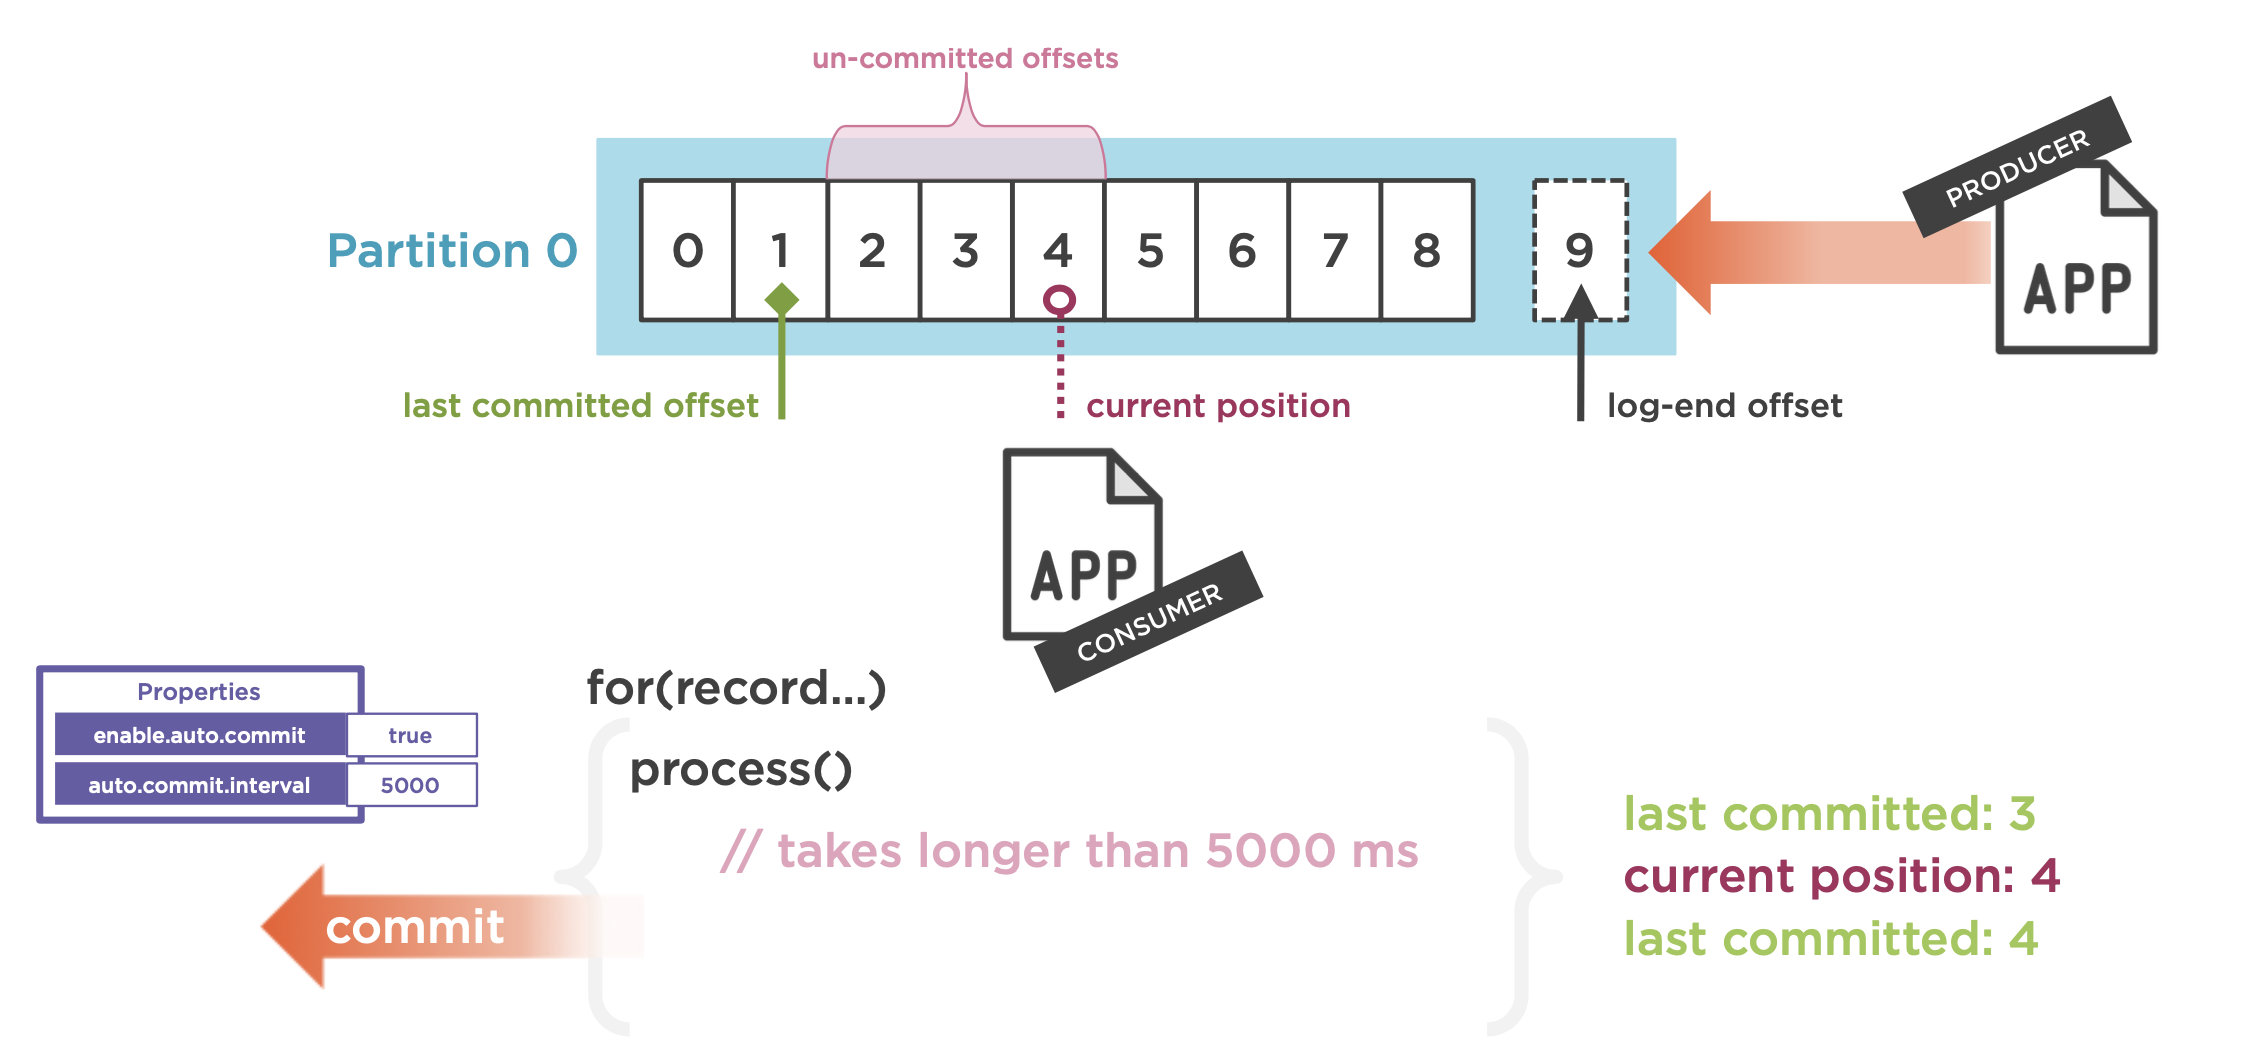 un-committed offsets
PRODUCER
Partition 0
0 1 2 3 4 5 6 7 8 9
APP
last committed offset
current position
log-end offset
APP
CONSUMER
for(record...)
Properties
enable.auto.commit true
auto.commit.interval 5000
process()
// takes longer than 5000 ms
last committed: 3
current position: 4
last committed: 4
commit